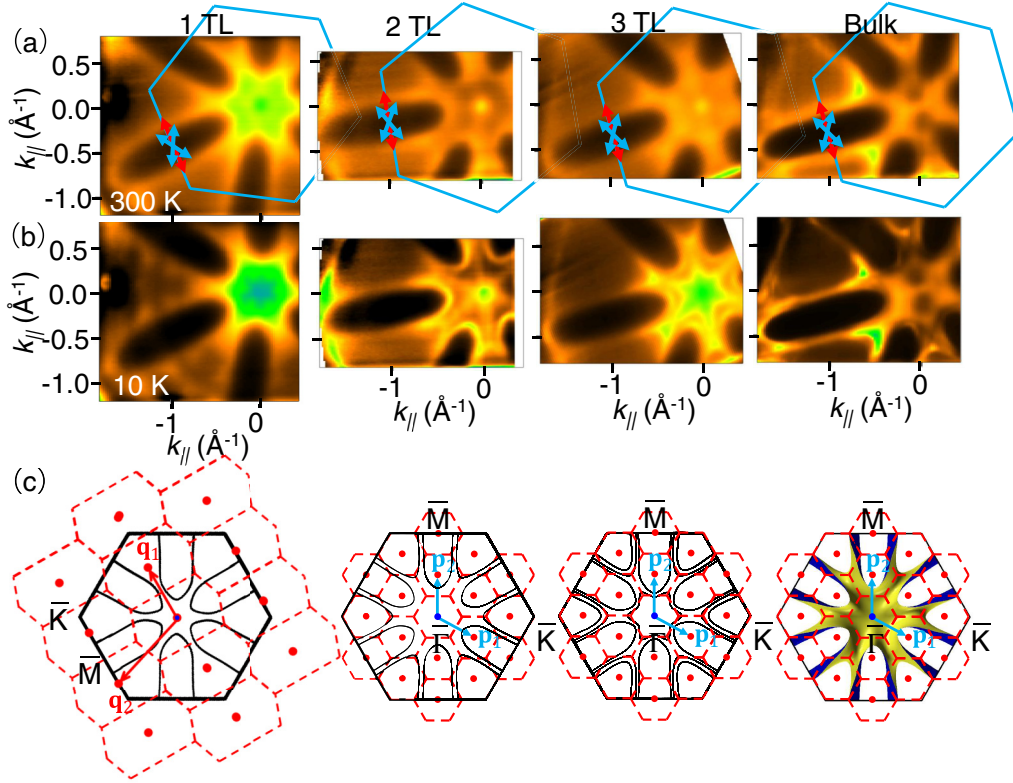 (a)
1 TL
2 TL
3 TL
Bulk
0.5
0.0
-0.5
-1.0
k// (Å-1)
300 K
(b)
0.5
0.0
-0.5
-1.0
k// (Å-1)
10 K
-1
0
k// (Å-1)
-1
0
k// (Å-1)
-1
0
k// (Å-1)
-1
0
k// (Å-1)
(c)
q1
q2
K̅
M̅
M̅
p2
p1
Γ̅
K̅
M̅
p2
p1
Γ̅
K̅
M̅
p2
p1
Γ̅
K̅